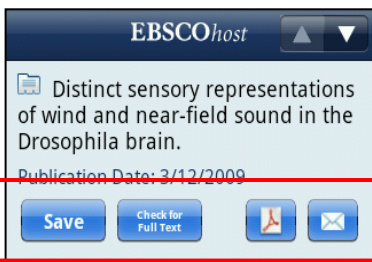 EBSCOhost
Distinct sensory representations
of wind and near-field sound in the
Drosophila brain.
Publication Date: 3/12/2009
Save
Check for
Full Text